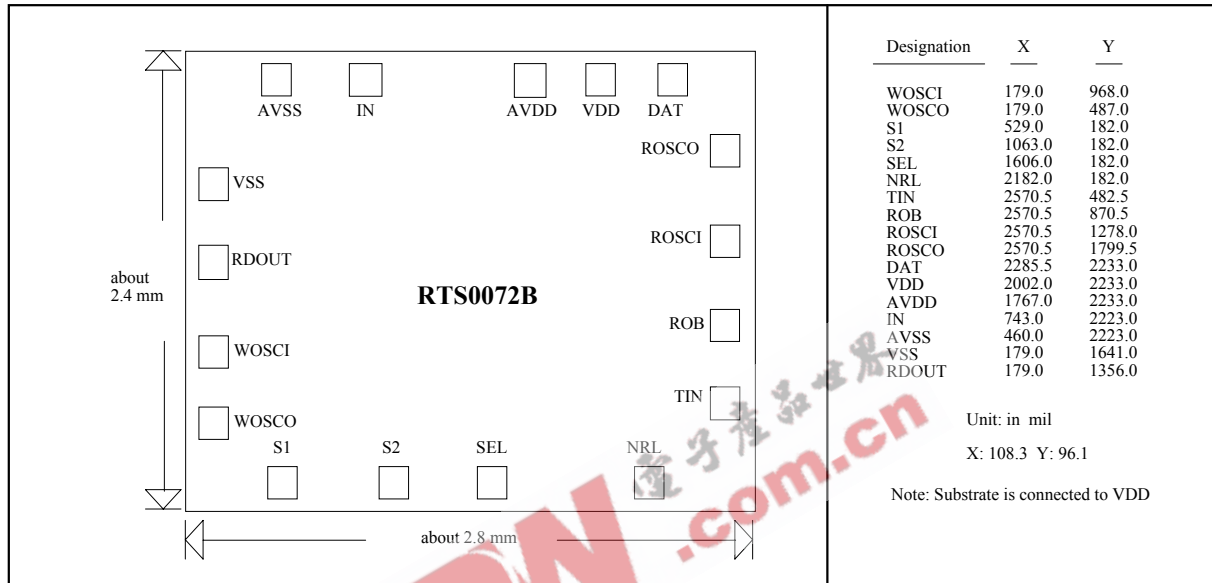 AVSS IN AVDD VDD DAT
ROSCO
VSS
ROSCI
RDOUT
about
2.4 mm
RTS0072B
ROB
WOSCI
TIN
WOSCO
S1 S2 SEL NRL
about 2.8 mm
Designation X Y
WOSCI 179.0 968.0
WOSCO 179.0 487.0
S1 529.0 182.0
S2 1063.0 182.0
SEL 1606.0 182.0
NRL 2182.0 182.0
TIN 2570.5 482.5
ROB 2570.5 870.5
ROSCI 2570.5 1278.0
ROSCO 2570.5 1799.5
DAT 2285.5 2233.0
VDD 2002.0 2233.0
AVDD 1767.0 2233.0
IN 743.0 2223.0
AVSS 460.0 2223.0
VSS 179.0 1641.0
RDOUT 179.0 1356.0
Unit: in mil
X: 108.3 Y: 96.1
Note: Substrate is connected to VDD
電子產品世界
.com.cn